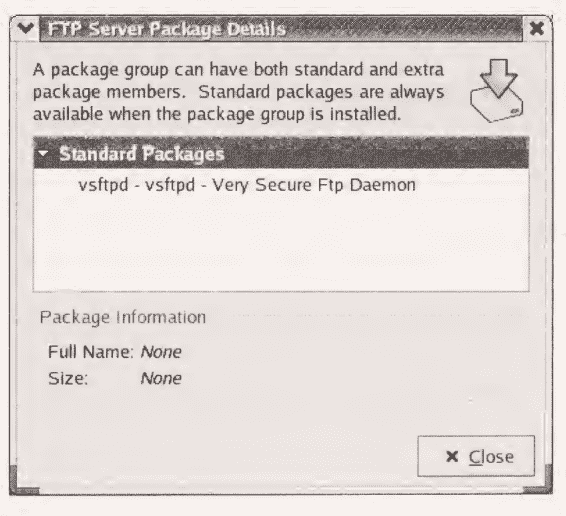 FTP Server Package Details
A package group can have both standard and extra
package members. Standard packages are always
available when the package group is installed.
Standard Packages
vsftpd - vsftpd - Very Secure Ftp Daemon
Package Information
Full Name: None
Size: None
Close